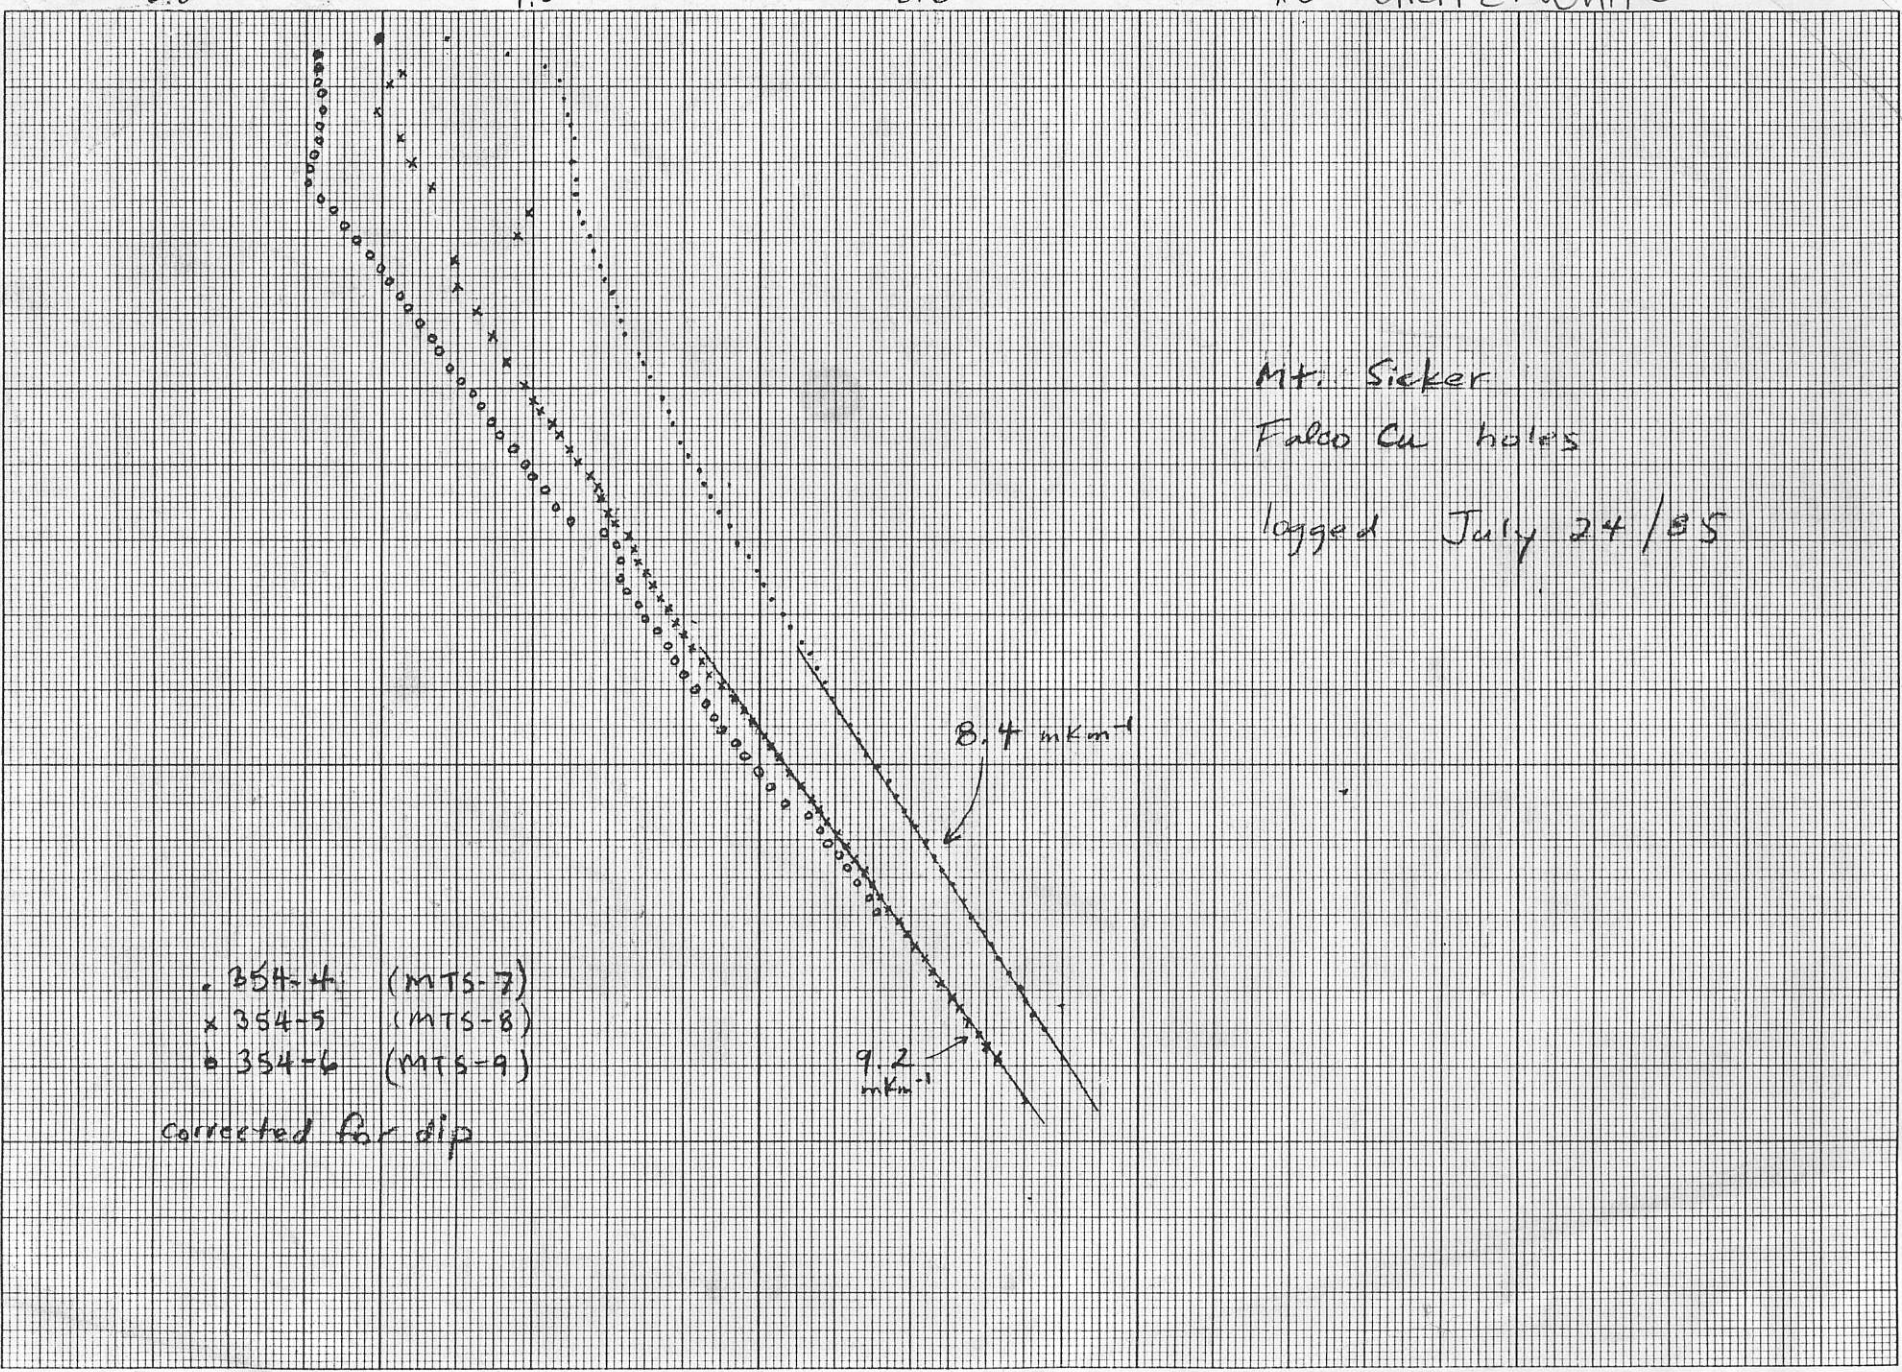 Mt. Sicker
Falco Cu holes
logged July 24/85
8.4 mKm⁻¹
. 354-4 (MTS-7)
x 354-5 (MTS-8)
o 354-6 (MTS-9)
9.2
mKm⁻¹
corrected for dip